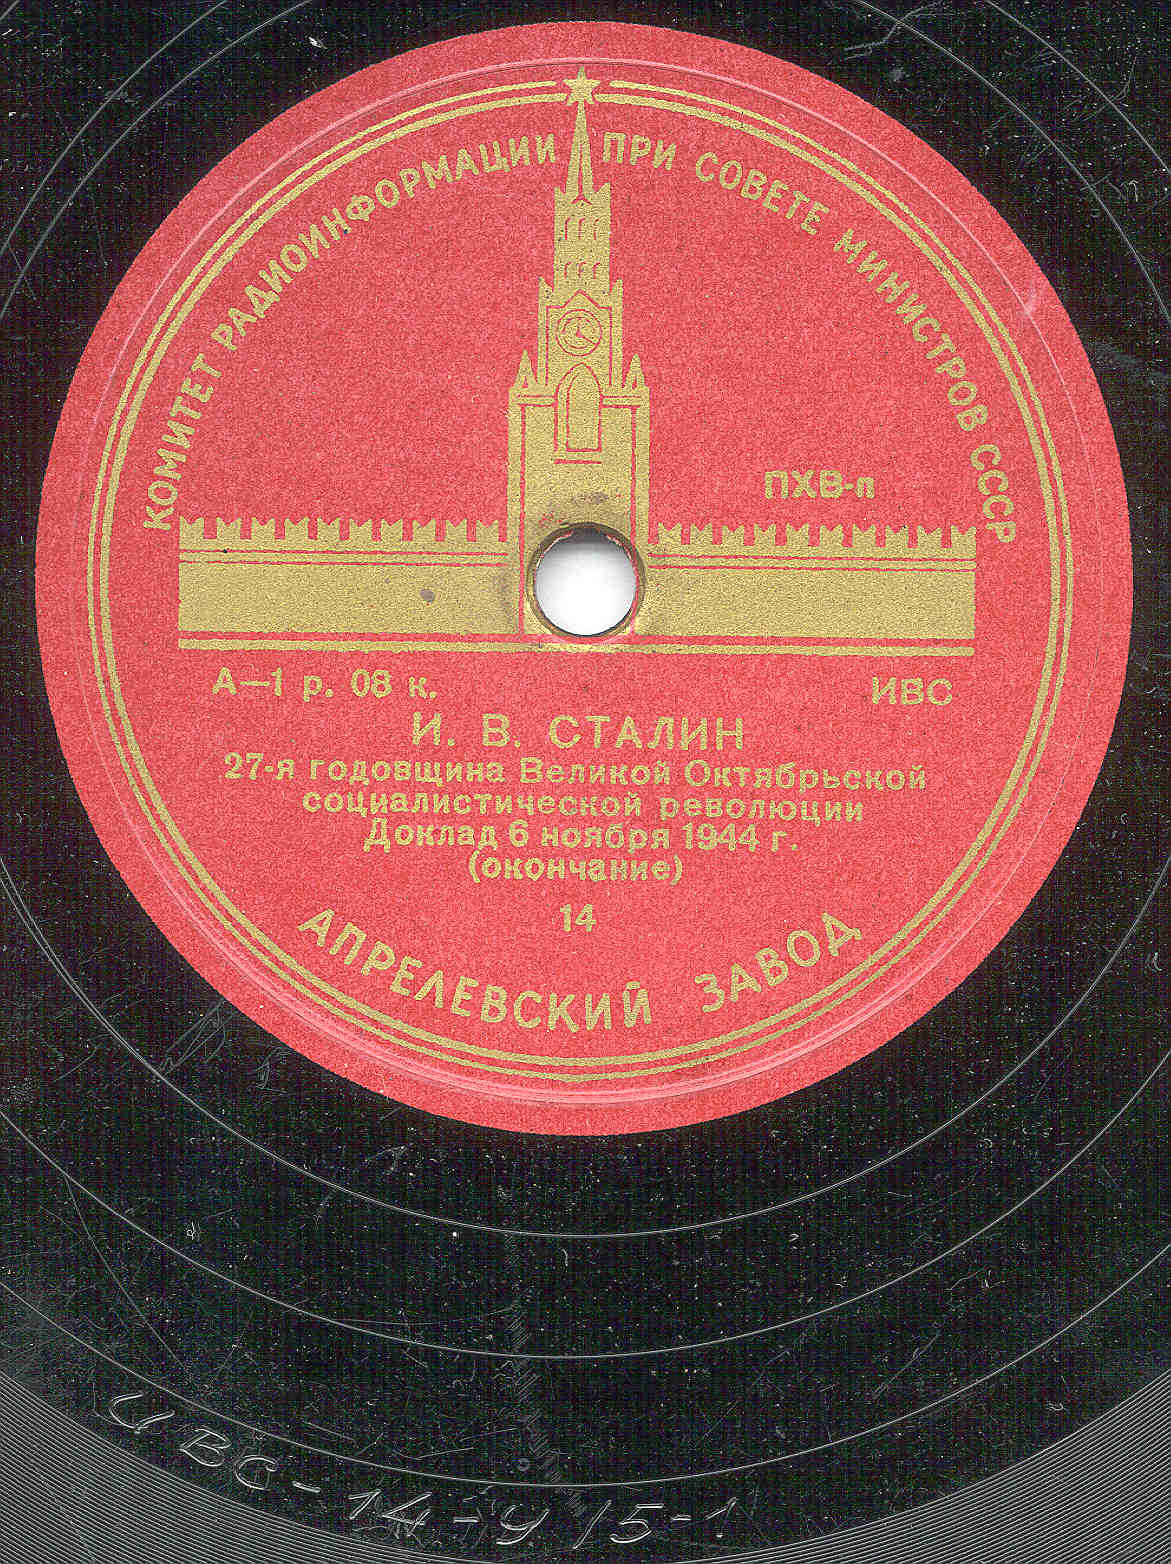 КОМИТЕТ РАДИОИНФОРМАЦИИ ПРИ СОВЕТЕ МИНИСТРОВ СССР
ПХВ-п
А—1 р. 08 к.
ИВС
И. В. СТАЛИН
27-я годовщина Великой Октябрьской
социалистической революции
Доклад 6 ноября 1944 г.
(окончание)
14
АПРЕЛЕВСКИЙ ЗАВОД
ИВС-14-у /5-1